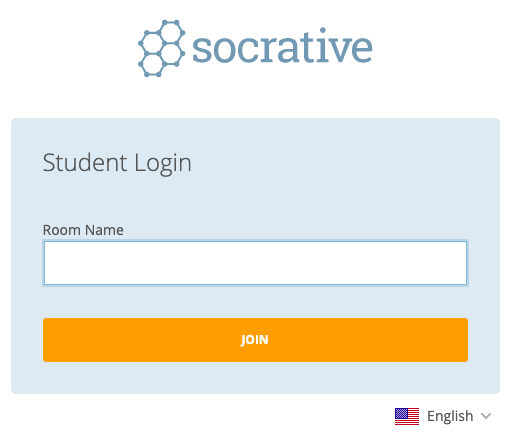 socrative
Student Login
Room Name
JOIN
English